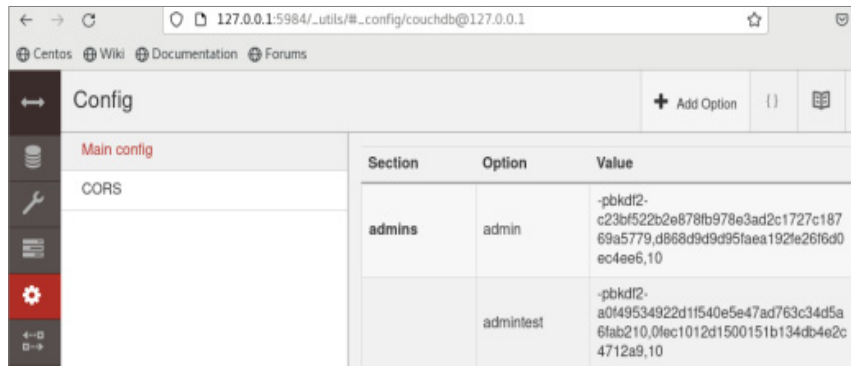 127.0.0.1:5984/_utils/#_config/couchdb@127.0.0.1
Centos Wiki Documentation Forums
Config
Add Option {}
Main config
CORS
Section Option Value
admins admin
-pbkdf2-
c23bf522b2e878fb978e3ad2c1727c187
69a5779,d868d9d9d95faea192fe26f6d0
ec4ee6,10
admintest
-pbkdf2-
a0f49534922d1f540e5e47ad763c34d5a
6fab210,0fec1012d1500151b134db4e2c
4712a9,10